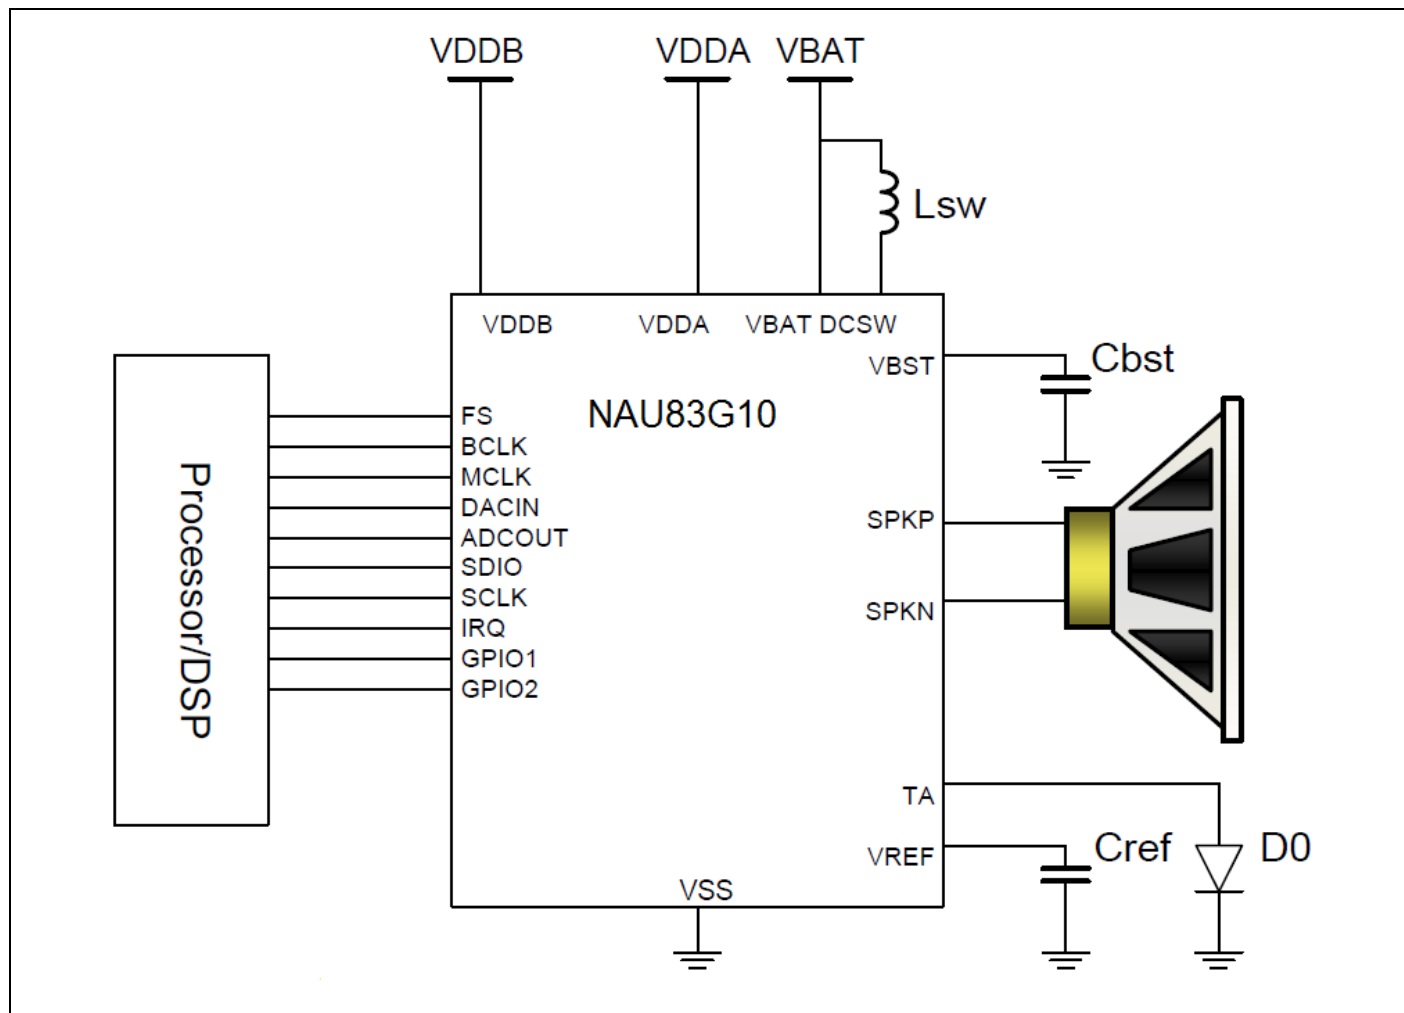 VDDB
VDDA
VBAT
Lsw
VDDB
VDDA
VBAT DCSW
VBST
Cbst
NAU83G10
FS
BCLK
MCLK
DACIN
ADCOUT
SDIO
SCLK
IRQ
GPIO1
GPIO2
Processor/DSP
SPKP
SPKN
TA
VREF
Cref
D0
VSS